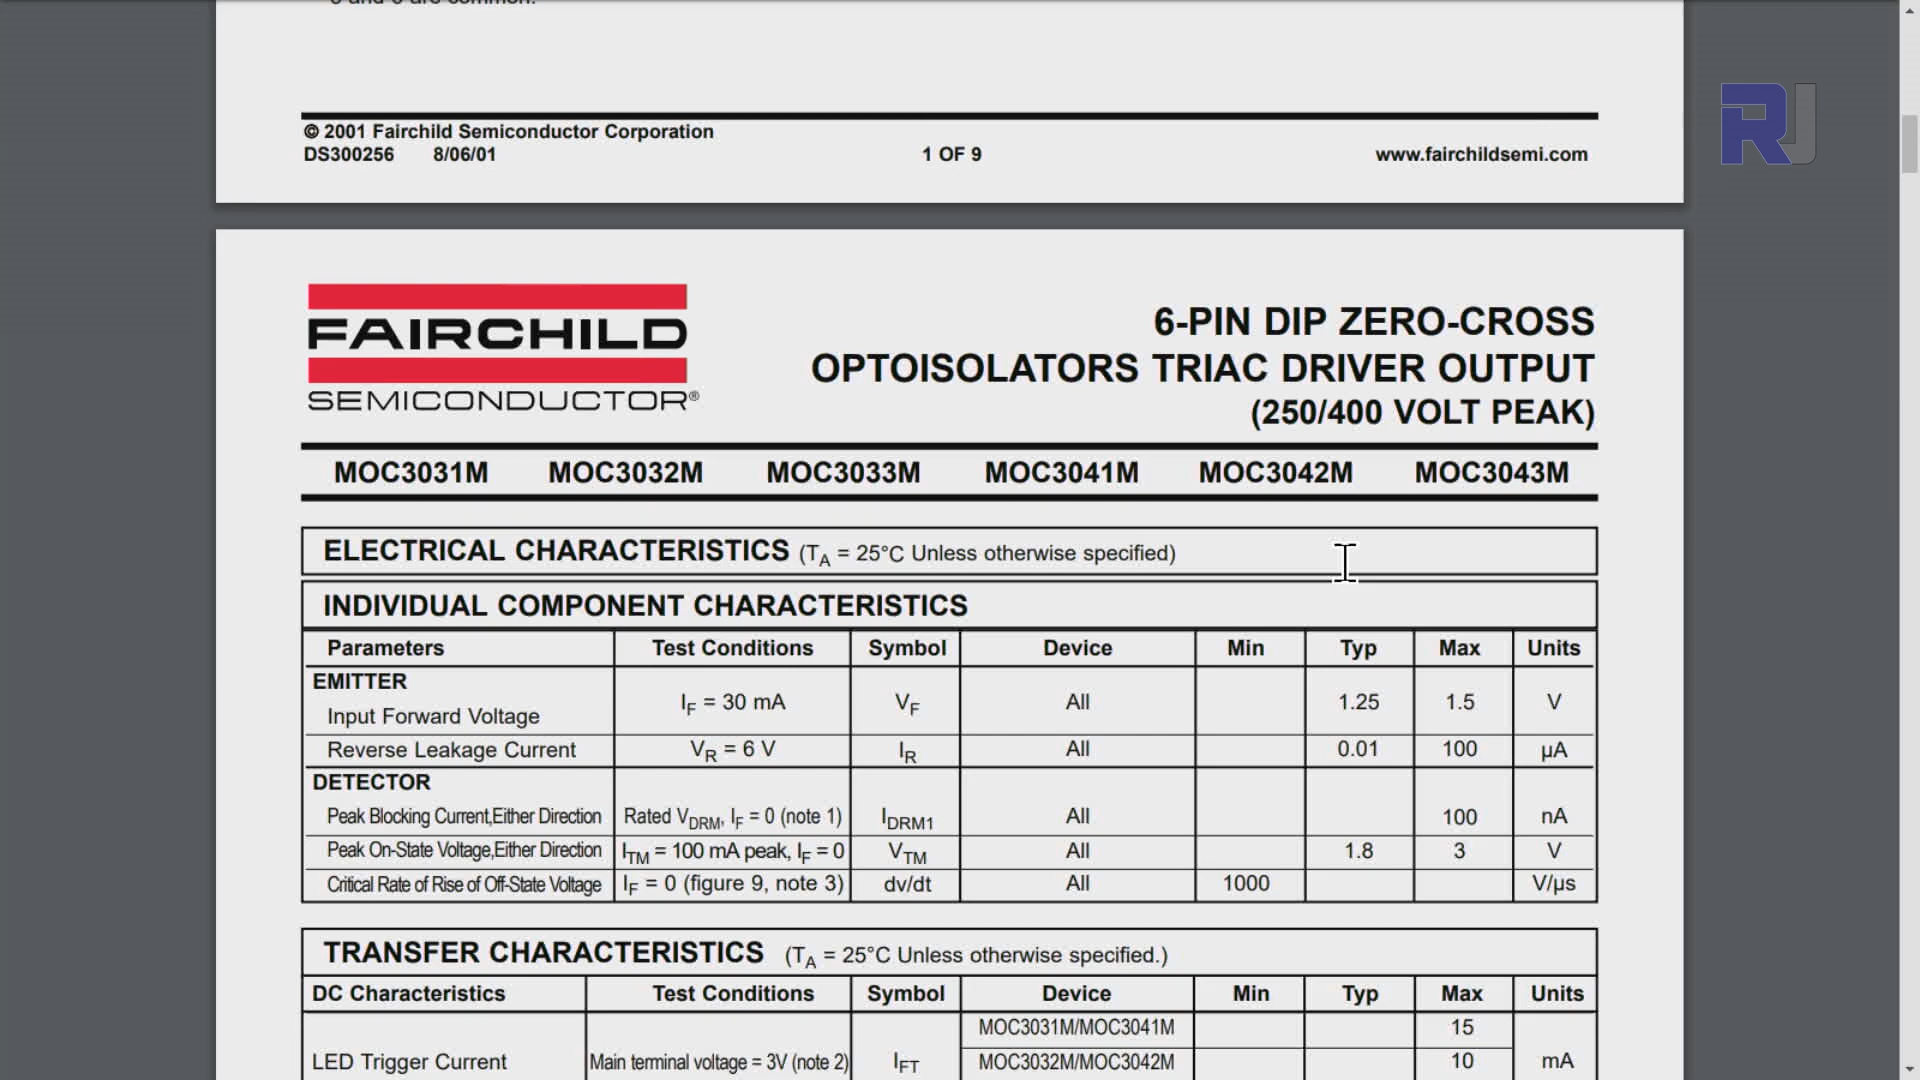 5 and 6 are common.
© 2001 Fairchild Semiconductor Corporation
DS300256 8/06/01 1 OF 9 www.fairchildsemi.com
RJ
FAIRCHILD
SEMICONDUCTOR®
6-PIN DIP ZERO-CROSS
OPTOISOLATORS TRIAC DRIVER OUTPUT
(250/400 VOLT PEAK)
MOC3031M MOC3032M MOC3033M MOC3041M MOC3042M MOC3043M
ELECTRICAL CHARACTERISTICS (TA = 25°C Unless otherwise specified)
INDIVIDUAL COMPONENT CHARACTERISTICS
Parameters Test Conditions Symbol Device Min Typ Max Units
EMITTER
Input Forward Voltage IF = 30 mA VF All 1.25 1.5 V
Reverse Leakage Current VR = 6 V IR All 0.01 100 µA
DETECTOR
Peak Blocking Current,Either Direction Rated VDRM, IF = 0 (note 1) IDRM1 All 100 nA
Peak On-State Voltage,Either Direction ITM = 100 mA peak, IF = 0 VTM All 1.8 3 V
Critical Rate of Rise of Off-State Voltage IF = 0 (figure 9, note 3) dv/dt All 1000 V/µs
TRANSFER CHARACTERISTICS (TA = 25°C Unless otherwise specified.)
DC Characteristics Test Conditions Symbol Device Min Typ Max Units
MOC3031M/MOC3041M 15
LED Trigger Current Main terminal voltage = 3V (note 2) IFT MOC3032M/MOC3042M 10 mA